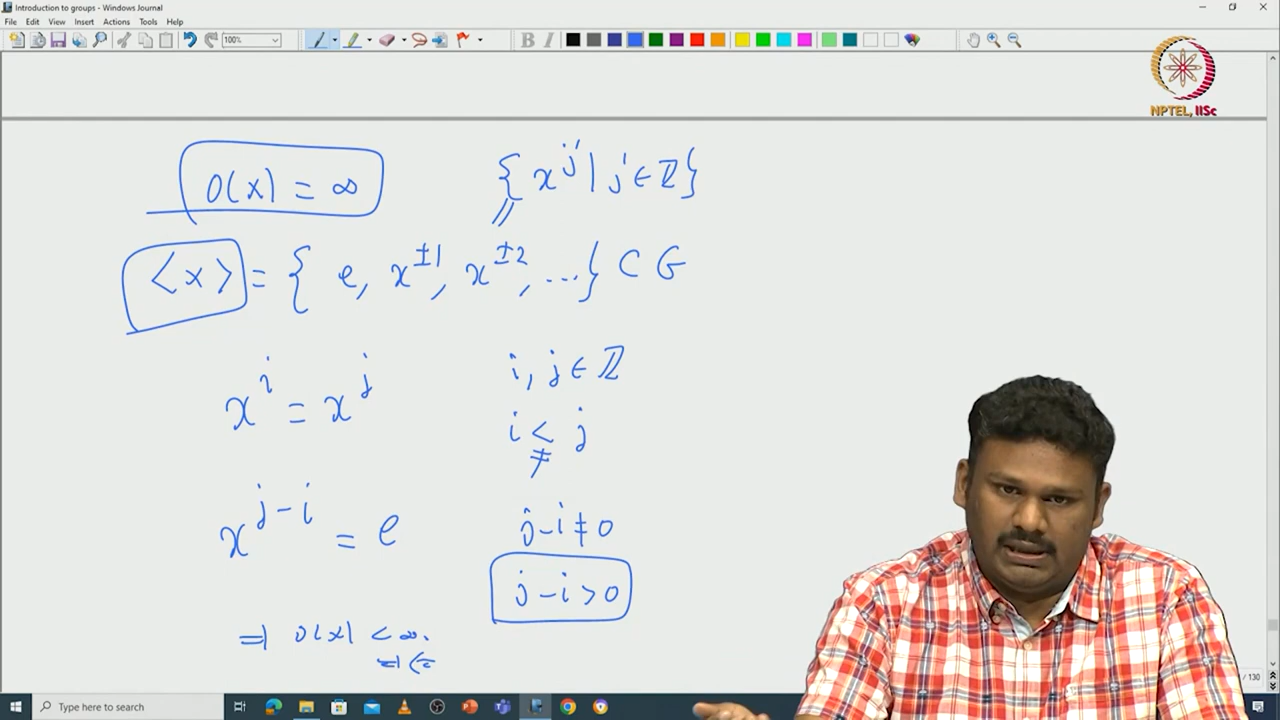 Introduction to groups - Windows Journal
File Edit View Insert Actions Tools Help
100%
B I
NPTEL, IISc
o(x) = ∞ { x^j | j ∈ ℤ }
<x> = { e, x^±1, x^±2, ... } ⊂ G
x^i = x^j i, j ∈ ℤ
i ≨ j
x^(j-i) = e j-i ≠ 0
j-i > 0
⇒ o(x) < ∞.
/ 130
Type here to search